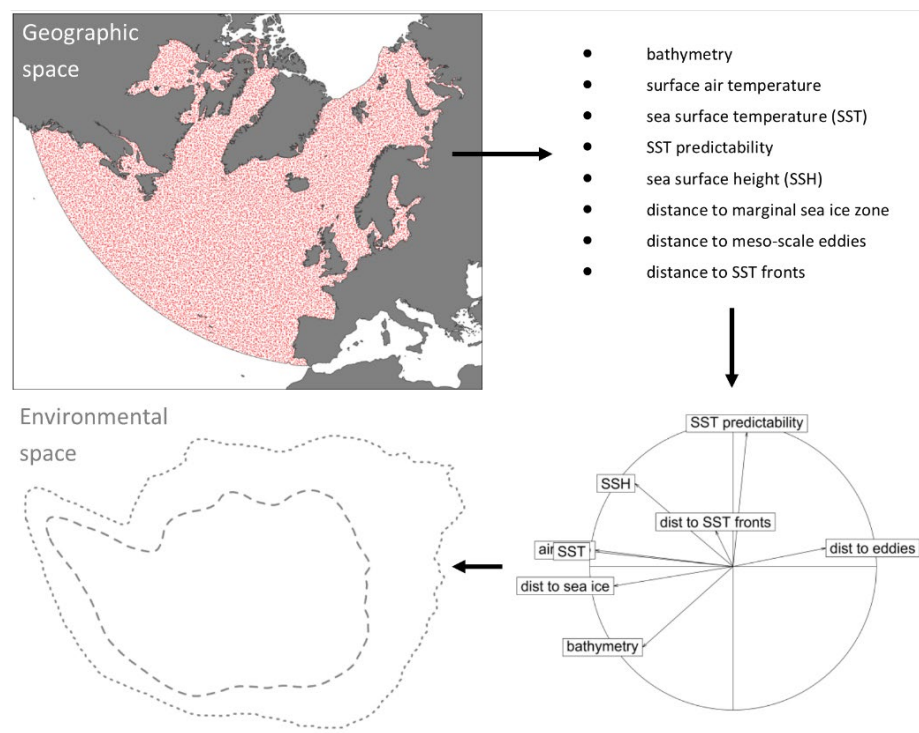 Geographic
space
bathymetry
surface air temperature
sea surface temperature (SST)
SST predictability
sea surface height (SSH)
distance to marginal sea ice zone
distance to meso-scale eddies
distance to SST fronts
Environmental
space
SST predictability
SSH
dist to SST fronts
air
SST
dist to eddies
dist to sea ice
bathymetry